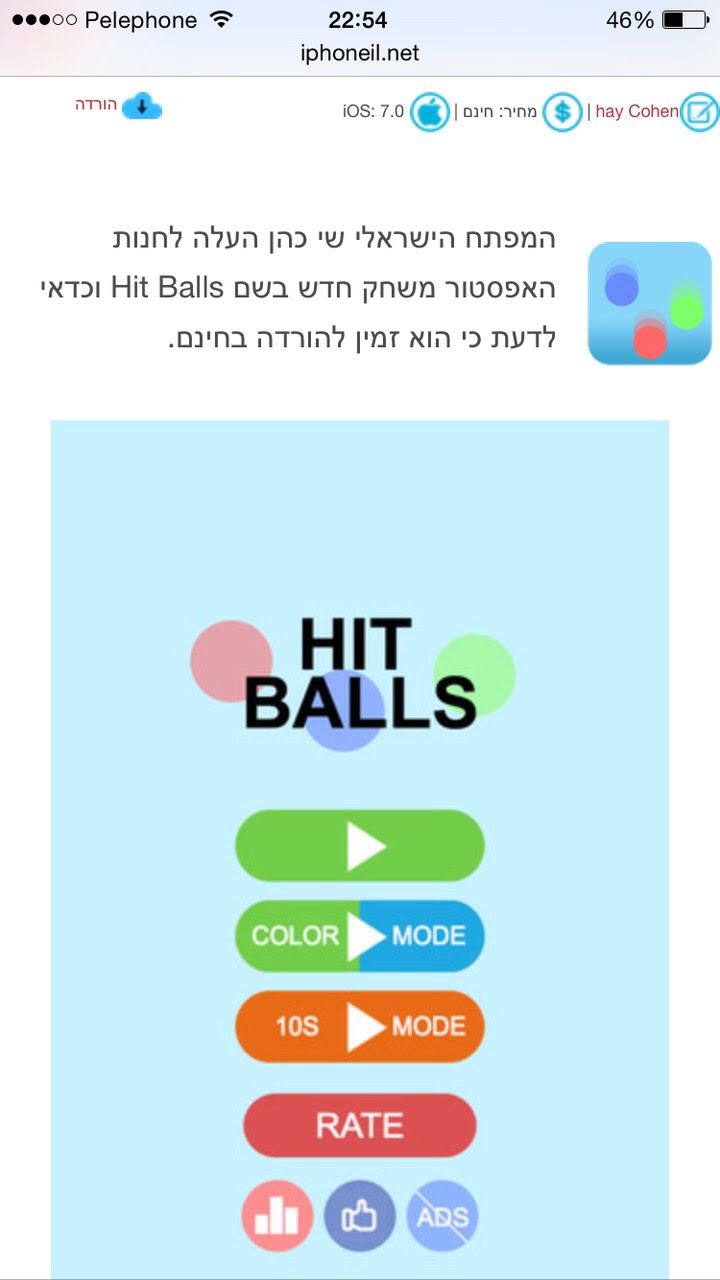 Pelephone 22:54 46%
iphoneil.net
hay Cohen | מחיר: חינם | iOS: 7.0 הורדה
המפתח הישראלי שי כהן העלה לחנות
האפסטור משחק חדש בשם Hit Balls וכדאי
לדעת כי הוא זמין להורדה בחינם.
HIT
BALLS
COLOR MODE
10S MODE
RATE
ADS